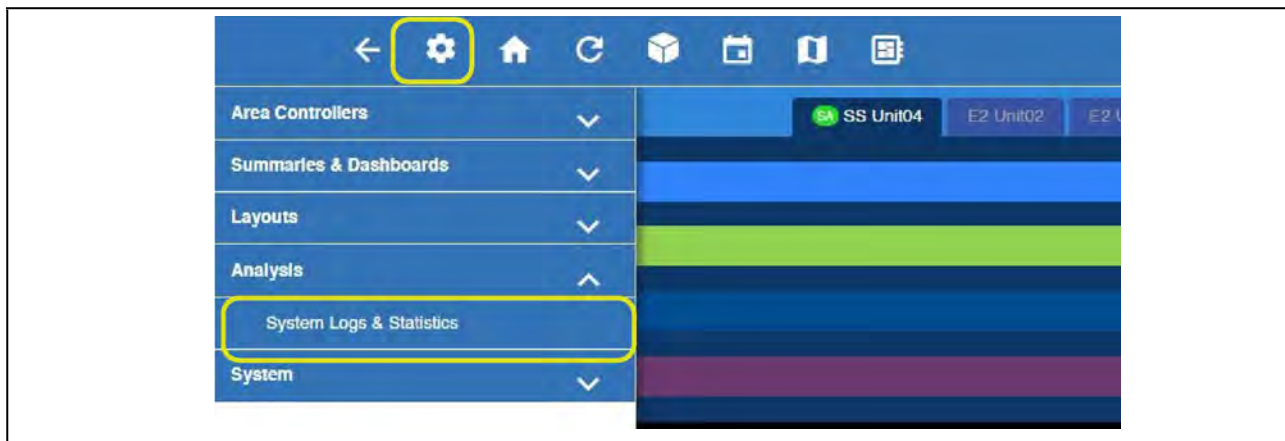 SA SS Unit04
E2 Unit02
Area Controllers
Summaries & Dashboards
Layouts
Analysis
System Logs & Statistics
System